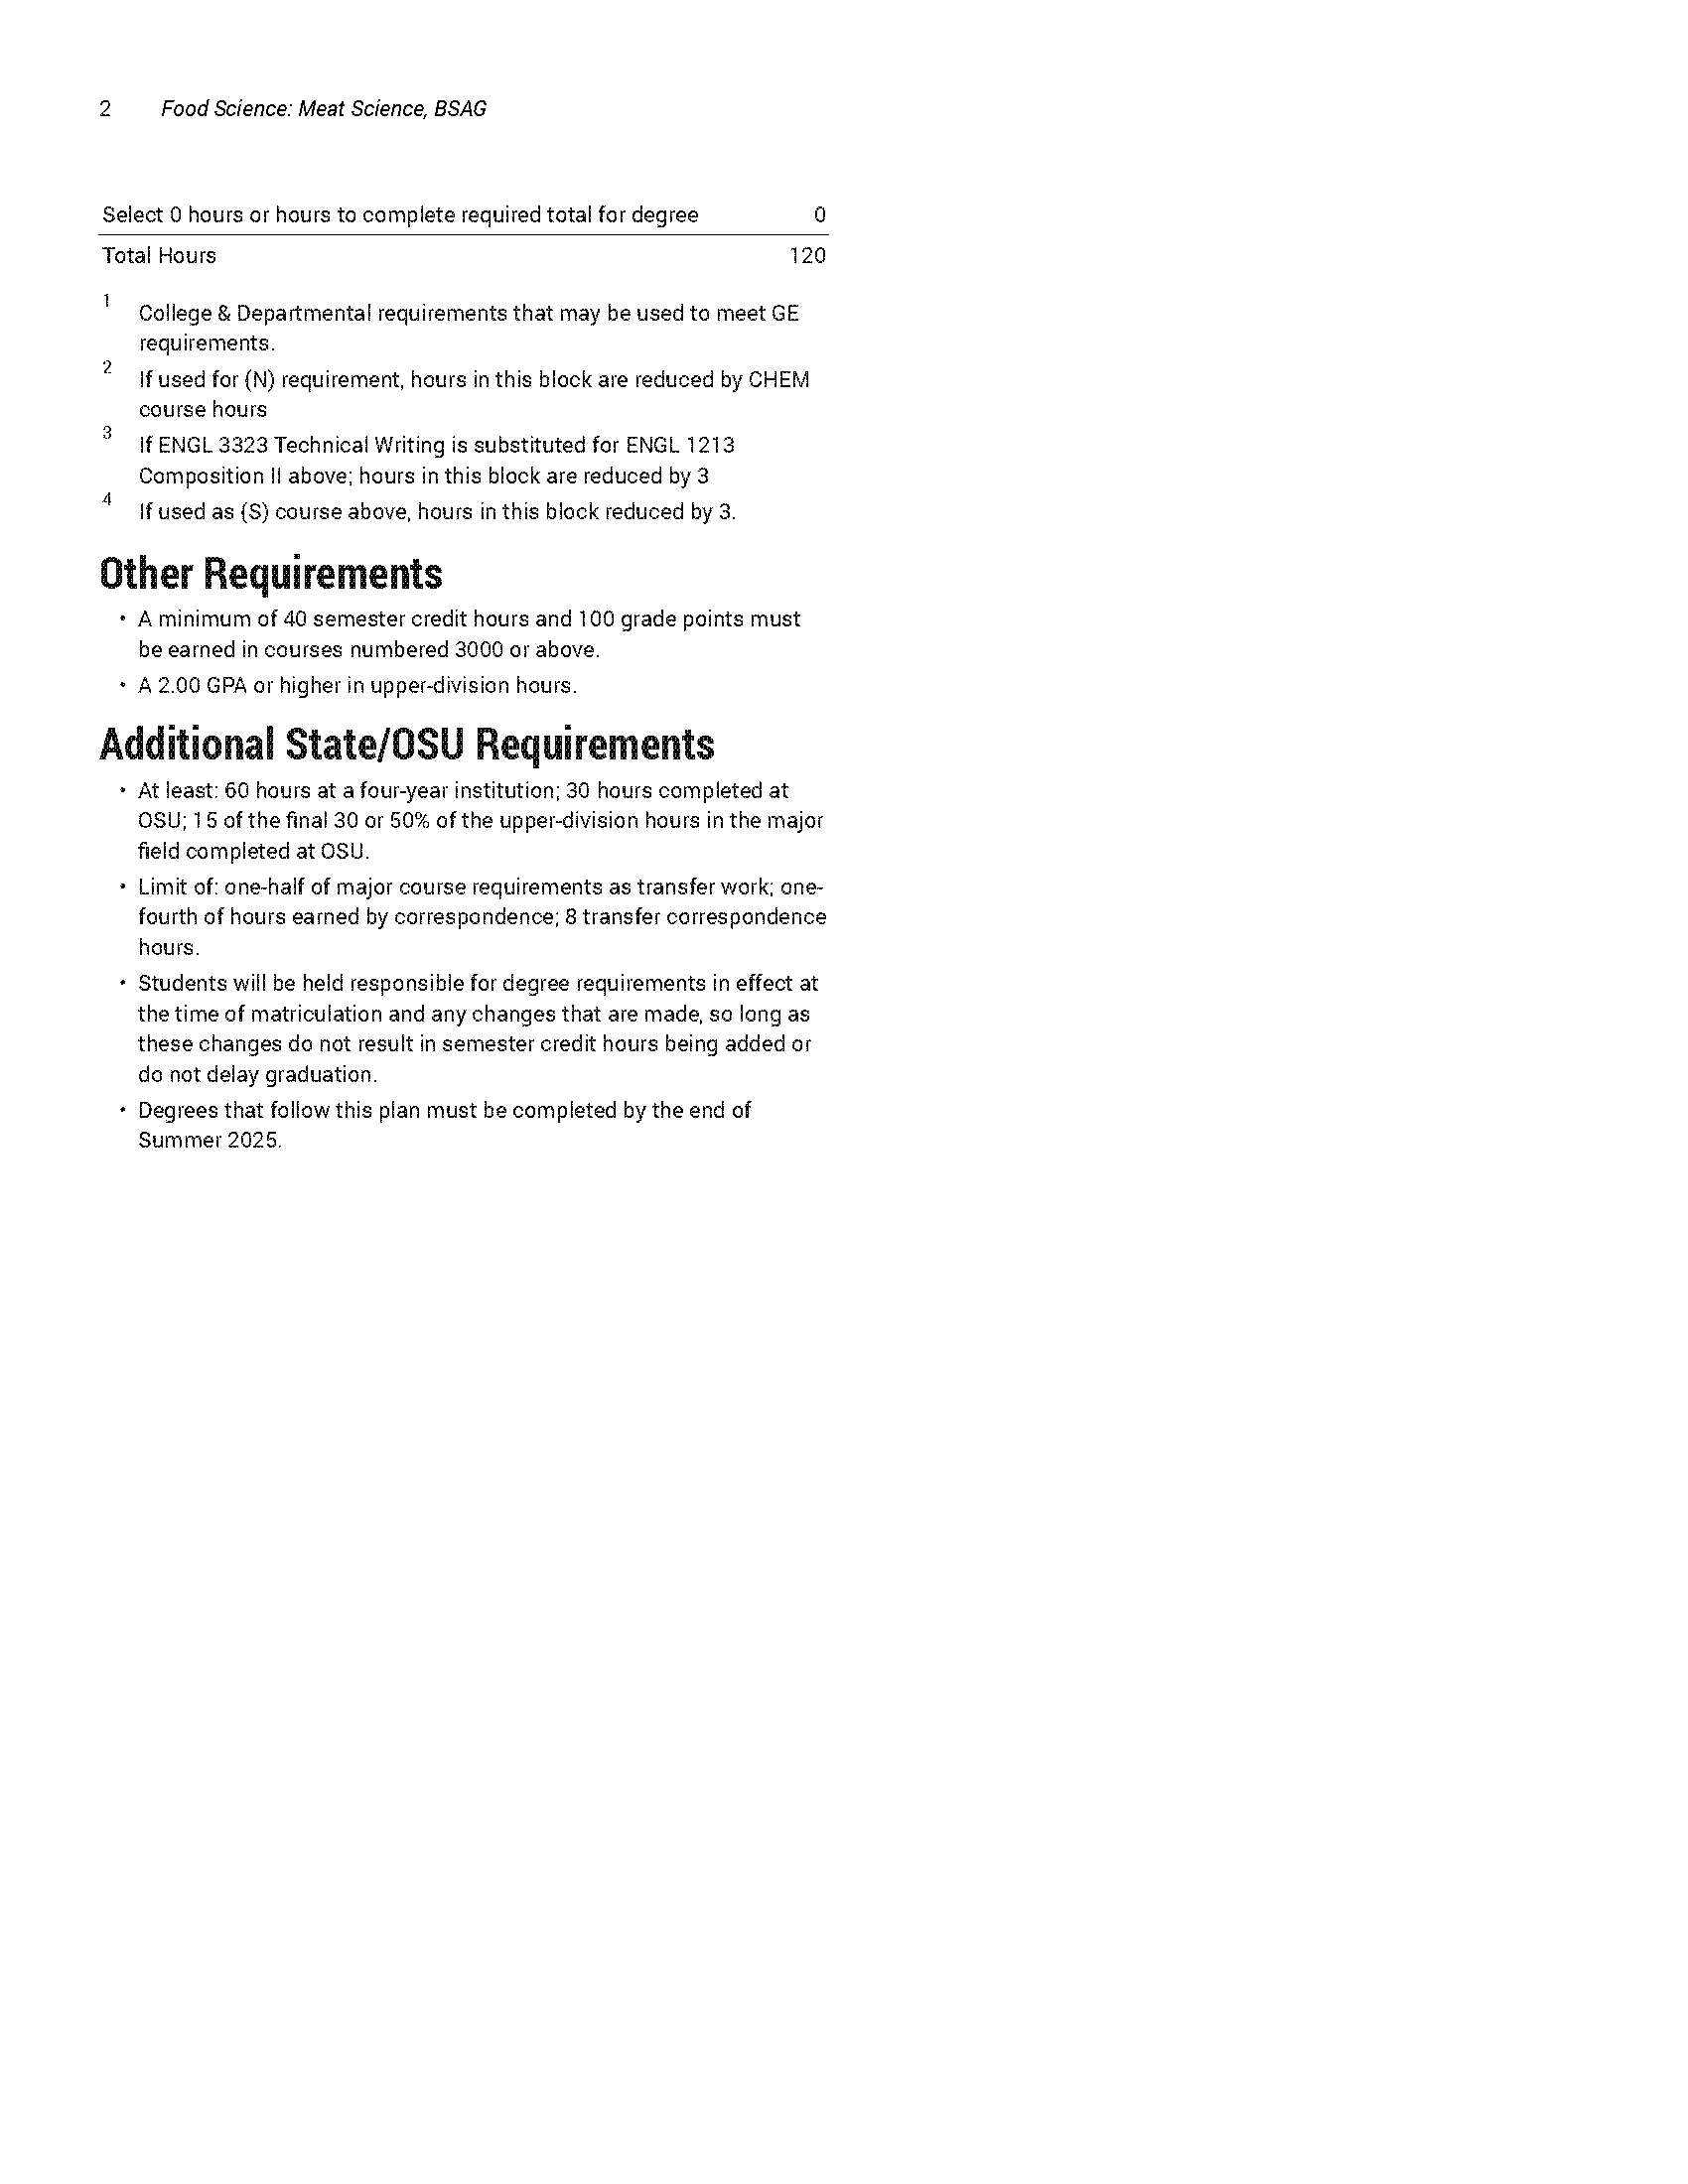 2 Food Science: Meat Science, BSAG
Select 0 hours or hours to complete required total for degree 0
Total Hours 120
1 College & Departmental requirements that may be used to meet GE
requirements.
2 If used for (N) requirement, hours in this block are reduced by CHEM
course hours
3 If ENGL 3323 Technical Writing is substituted for ENGL 1213
Composition II above; hours in this block are reduced by 3
4 If used as (S) course above, hours in this block reduced by 3.
Other Requirements
• A minimum of 40 semester credit hours and 100 grade points must
be earned in courses numbered 3000 or above.
• A 2.00 GPA or higher in upper-division hours.
Additional State/OSU Requirements
• At least: 60 hours at a four-year institution; 30 hours completed at
OSU; 15 of the final 30 or 50% of the upper-division hours in the major
field completed at OSU.
• Limit of: one-half of major course requirements as transfer work; one-
fourth of hours earned by correspondence; 8 transfer correspondence
hours.
• Students will be held responsible for degree requirements in effect at
the time of matriculation and any changes that are made, so long as
these changes do not result in semester credit hours being added or
do not delay graduation.
• Degrees that follow this plan must be completed by the end of
Summer 2025.